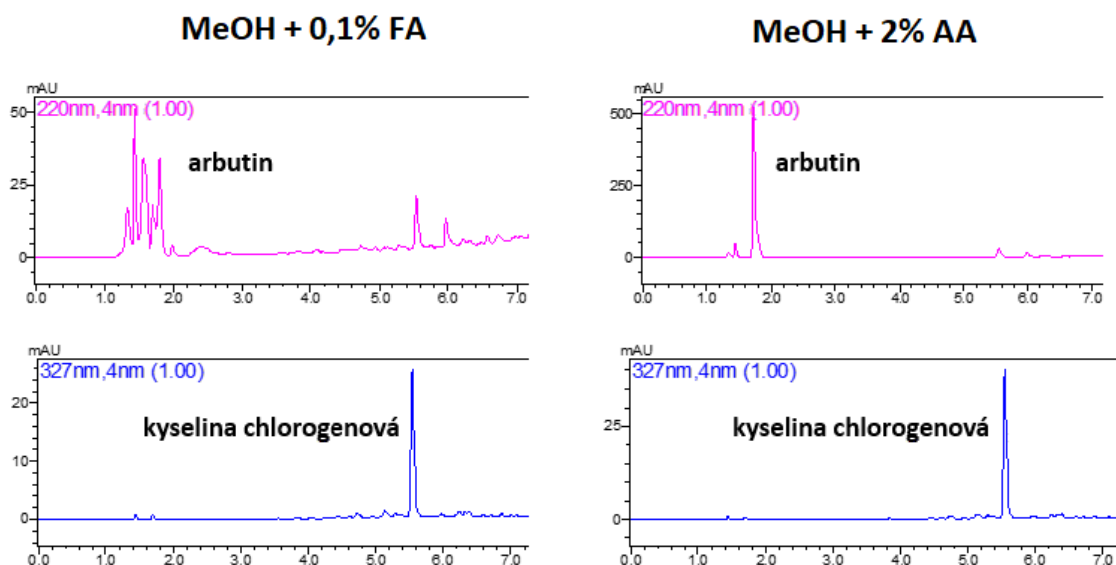 MeOH + 0,1% FA
MeOH + 2% AA
mAU
220nm,4nm (1.00)
arbutin
50
25
0
0.0 1.0 2.0 3.0 4.0 5.0 6.0 7.0
mAU
220nm,4nm (1.00)
arbutin
500
250
0
0.0 1.0 2.0 3.0 4.0 5.0 6.0 7.0
mAU
327nm,4nm (1.00)
kyselina chlorogenová
20
10
0
0.0 1.0 2.0 3.0 4.0 5.0 6.0 7.0
mAU
327nm,4nm (1.00)
kyselina chlorogenová
25
0
0.0 1.0 2.0 3.0 4.0 5.0 6.0 7.0